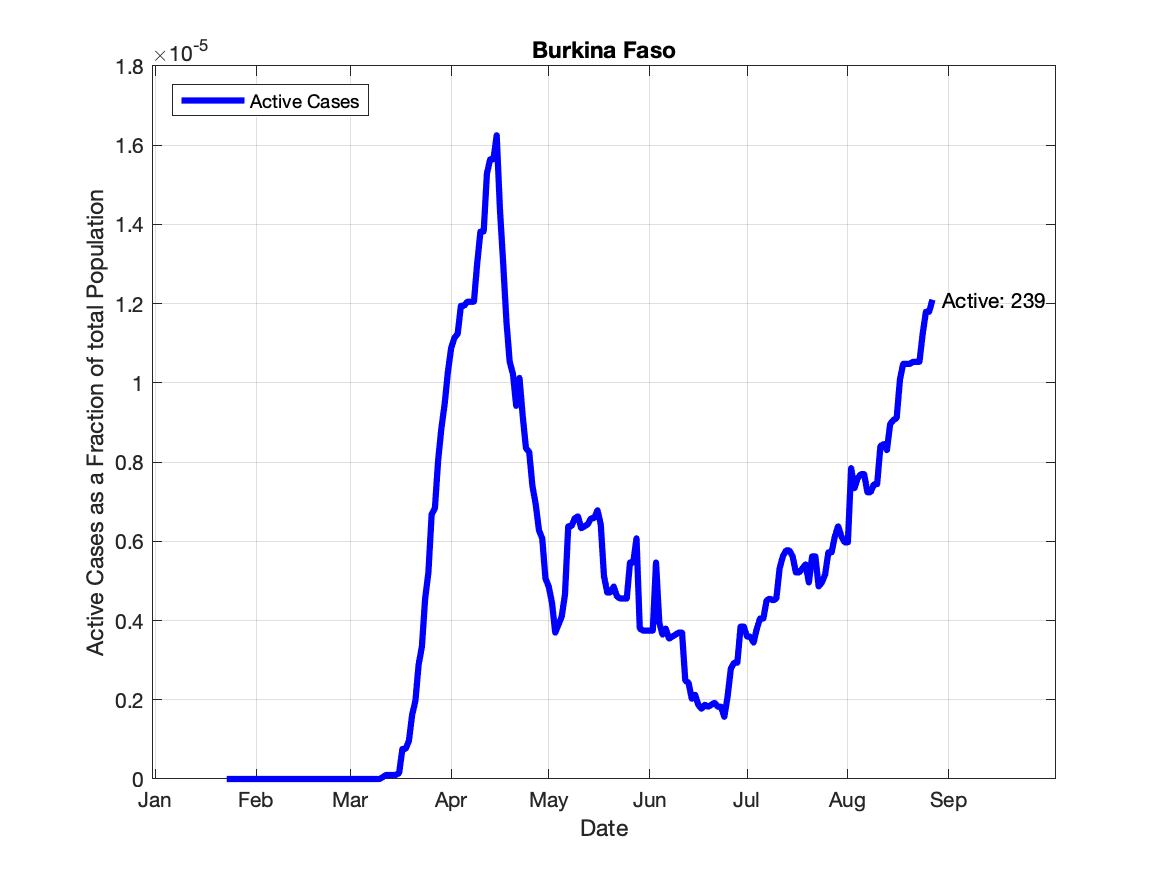 Burkina Faso
×10-5
1.8
1.6
1.4
1.2
1
0.8
0.6
0.4
0.2
0
Active Cases as a Fraction of total Population
Active Cases
Active: 239
Jan Feb Mar Apr May Jun Jul Aug Sep
Date